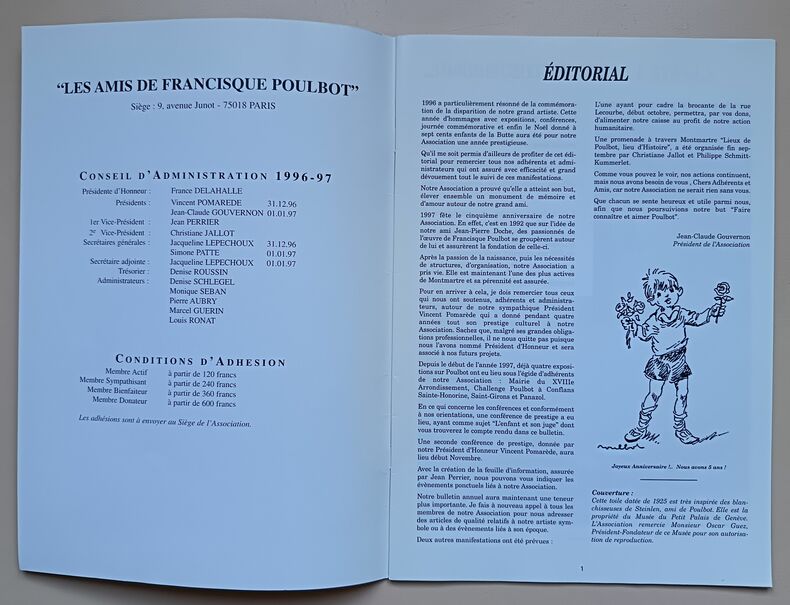 "LES AMIS DE FRANCISQUE POULBOT"
Siège : 9, avenue Junot - 75018 PARIS
CONSEIL D'ADMINISTRATION 1996-97
Présidente d'Honneur : France DELAHALLE
Présidents : Vincent POMAREDE 31.12.96
Jean-Claude GOUVERNON 01.01.97
1er Vice-Président : Jean PERRIER
2e Vice-Président : Christiane JALLOT
Secrétaires générales : Jacqueline LEPECHOUX 31.12.96
Simone PATTE 01.01.97
Secrétaire adjointe : Jacqueline LEPECHOUX 01.01.97
Trésorier : Denise ROUSSIN
Administrateurs : Denise SCHLEGEL
Monique SEBAN
Pierre AUBRY
Marcel GUERIN
Louis RONAT
CONDITIONS D'ADHESION
Membre Actif à partir de 120 francs
Membre Sympathisant à partir de 240 francs
Membre Bienfaiteur à partir de 360 francs
Membre Donateur à partir de 600 francs
Les adhésions sont à envoyer au Siège de l'Association.
ÉDITORIAL
1996 a particulièrement résonné de la commémora-
tion de la disparition de notre grand artiste. Cette
année d'hommages avec expositions, conférences,
journée commémorative et enfin le Noël donné à
sept cents enfants de la Butte aura été pour notre
Association une année prestigieuse.
Qu'il me soit permis d'ailleurs de profiter de cet édi-
torial pour remercier tous nos adhérents et admi-
nistrateurs qui ont assuré avec efficacité et grand
dévouement tout le suivi de ces manifestations.
Notre Association a prouvé qu'elle a atteint son but,
élever ensemble un monument de mémoire et
d'amour autour de notre grand ami.
1997 fête le cinquième anniversaire de notre
Association. En effet, c'est en 1992 que sur l'idée de
notre ami Jean-Pierre Doche, des passionnés de
l'œuvre de Francisque Poulbot se groupèrent autour
de lui et assurèrent la fondation de celle-ci.
Après la passion de la naissance, puis les nécessités
de structures, d'organisation, notre Association a
pris vie. Elle est maintenant l'une des plus actives
de Montmartre et sa pérennité est assurée.
Pour en arriver à cela, je dois remercier tous ceux
qui nous ont soutenus, adhérents et administra-
teurs, autour de notre sympathique Président
Vincent Pomarède qui a donné pendant quatre
années tout son prestige culturel à notre
Association. Sachez que, malgré ses grandes obliga-
tions professionnelles, il ne nous quitte pas puisque
nous l'avons nommé Président d'Honneur et sera
associé à nos futurs projets.
Depuis le début de l'année 1997, déjà quatre exposi-
tions sur Poulbot ont eu lieu sous l'égide d'adhérents
de notre Association : Mairie du XVIIIe
Arrondissement, Challenge Poulbot à Conflans
Sainte-Honorine, Saint-Girons et Panazol.
En ce qui concerne les conférences et conformément
à nos orientations, une conférence de prestige a eu
lieu, ayant comme sujet "L'enfant et son juge" dont
vous trouverez le compte rendu dans ce bulletin.
Une seconde conférence de prestige, donnée par
notre Président d'Honneur Vincent Pomarède, aura
lieu début Novembre.
Avec la création de la feuille d'information, assurée
par Jean Perrier, nous pouvons vous indiquer les
évènements ponctuels liés à notre Association.
Notre bulletin annuel aura maintenant une teneur
plus importante. Je fais à nouveau appel à tous les
membres de notre Association pour nous adresser
des articles de qualité relatifs à notre artiste sym-
bole ou à des évènements liés à son époque.
Deux autres manifestations ont été prévues :
L'une ayant pour cadre la brocante de la rue
Lecourbe, début octobre, permettra, par vos dons,
d'alimenter notre caisse au profit de notre action
humanitaire.
Une promenade à travers Montmartre "Lieux de
Poulbot, lieu d'Histoire", a été organisée fin sep-
tembre par Christiane Jallot et Philippe Schmitt-
Kummerlet.
Comme vous pouvez le voir, nos actions continuent,
mais nous avons besoin de vous , Chers Adhérents et
Amis, car notre Association ne serait rien sans vous.
Que chacun se sente heureux et utile parmi nous,
afin que nous poursuivions notre but "Faire
connaître et aimer Poulbot".
Jean-Claude Gouvernon
Président de l'Association
Poulbot
Joyeux Anniversaire !.. Nous avons 5 ans !
Couverture :
Cette toile datée de 1925 est très inspirée des blan-
chisseuses de Steinlen, ami de Poulbot. Elle est la
propriété du Musée du Petit Palais de Genève.
L'Association remercie Monsieur Oscar Guez,
Président-Fondateur de ce Musée pour son autorisa-
tion de reproduction.
1